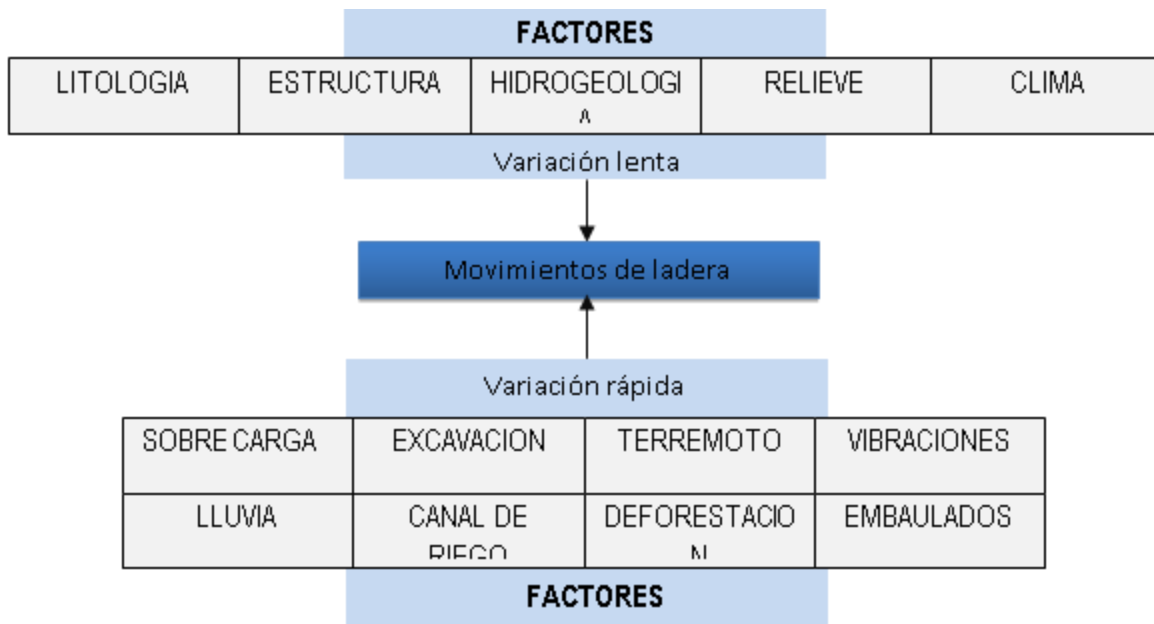 FACTORES
LITOLOGIA ESTRUCTURA HIDROGEOLOGI RELIEVE CLIMA
A
Variación lenta
Movimientos de ladera
Variación rápida
SOBRE CARGA EXCAVACION TERREMOTO VIBRACIONES
LLUVIA CANAL DE DEFORESTACIO EMBAULADOS
RIEGO N
FACTORES